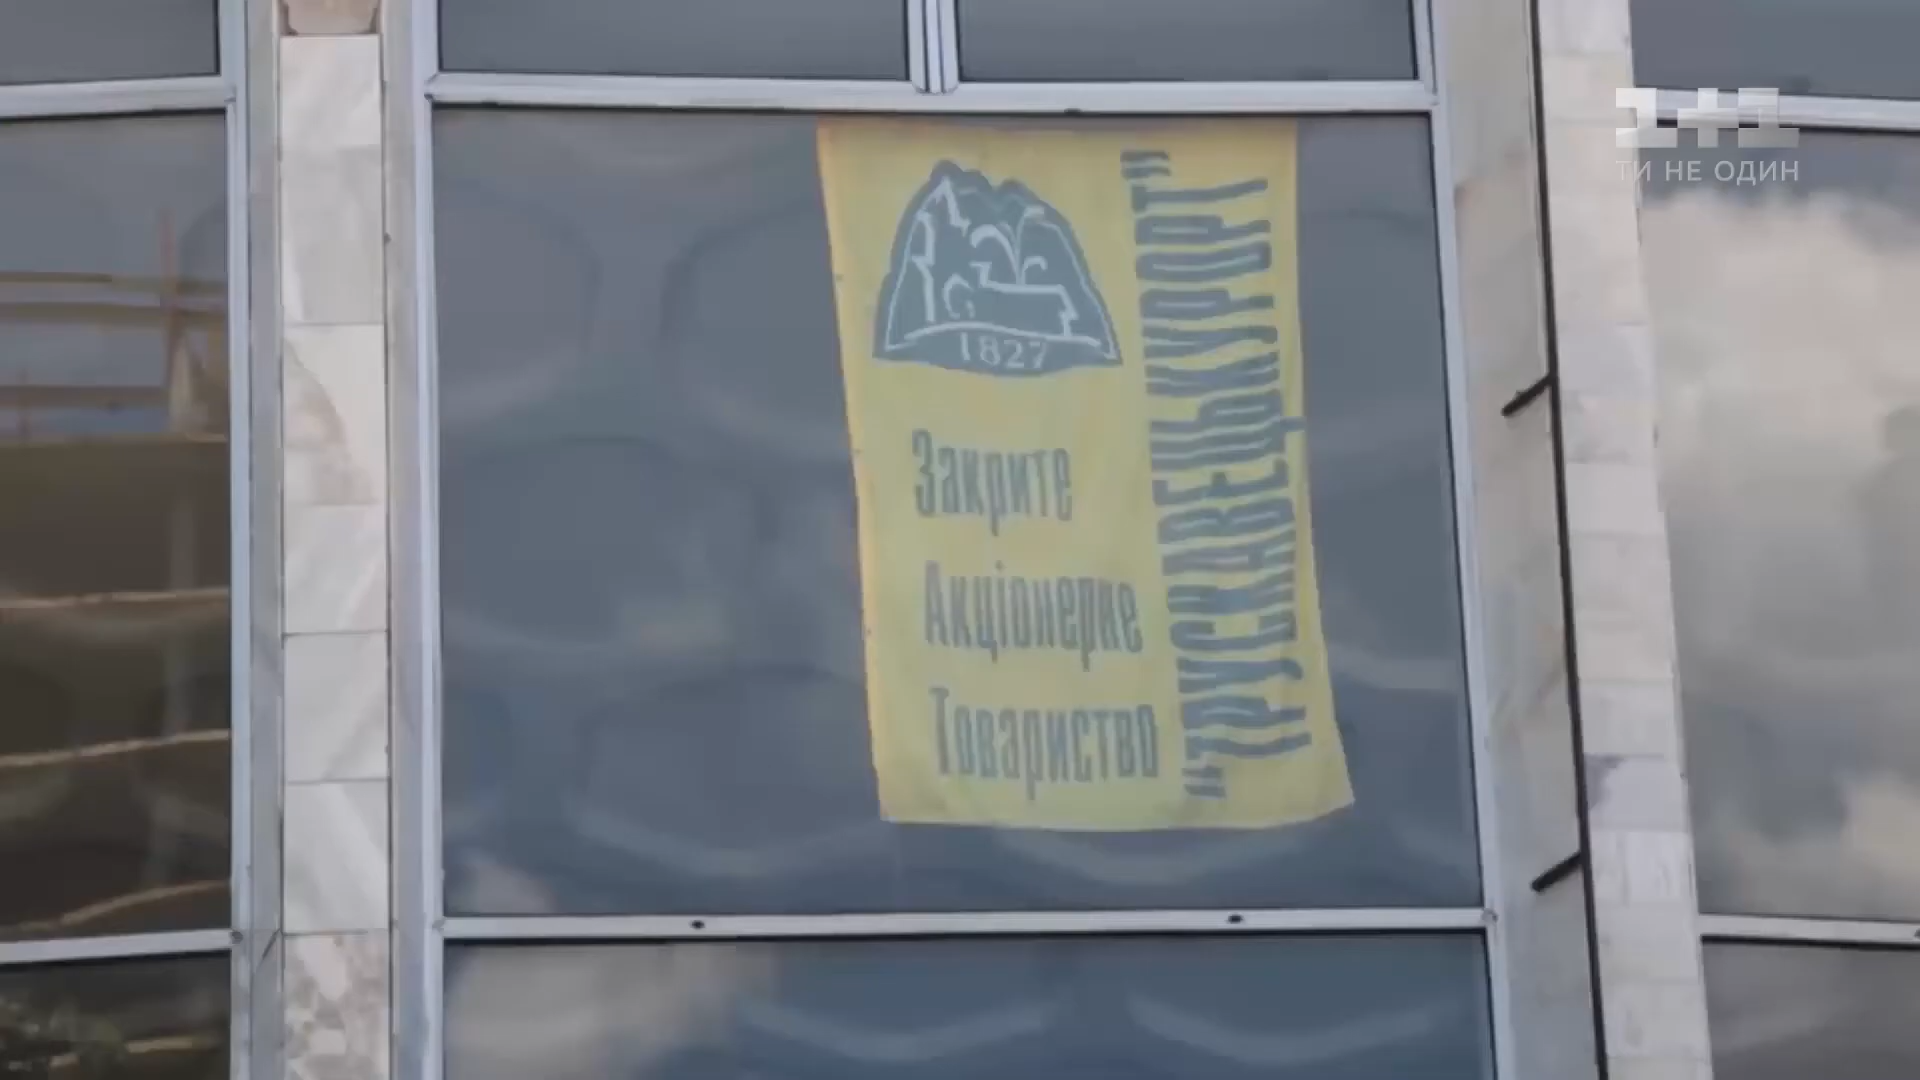 1+1
ТИ НЕ ОДИН
1827
Закрите
Акціонерне
Товариство
"ТРУСКАВЕЦЬКУРОРТ"